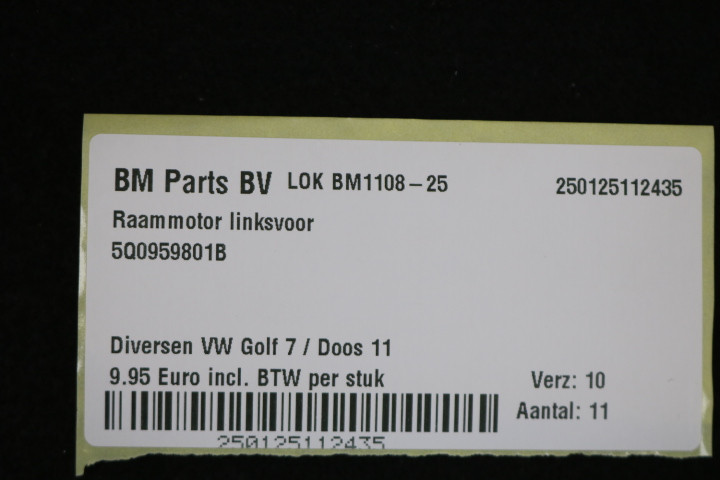 BM Parts BV LOK BM1108-25 250125112435
Raammotor linksvoor
5Q0959801B
Diversen VW Golf 7 / Doos 11
9.95 Euro incl. BTW per stuk Verz: 10
Aantal: 11
250125112435